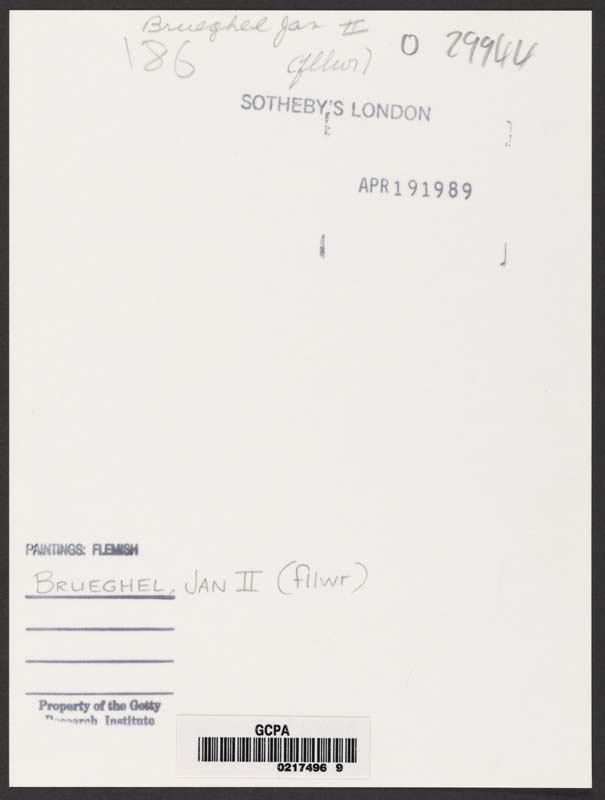 Brueghel Jan II
186
(fllwr)
O 29944
SOTHEBY'S LONDON
APR 19 1989
PAINTINGS: FLEMISH
BRUEGHEL, JAN II (fllwr)
Property of the Getty
Research Institute
GCPA
0217496 9